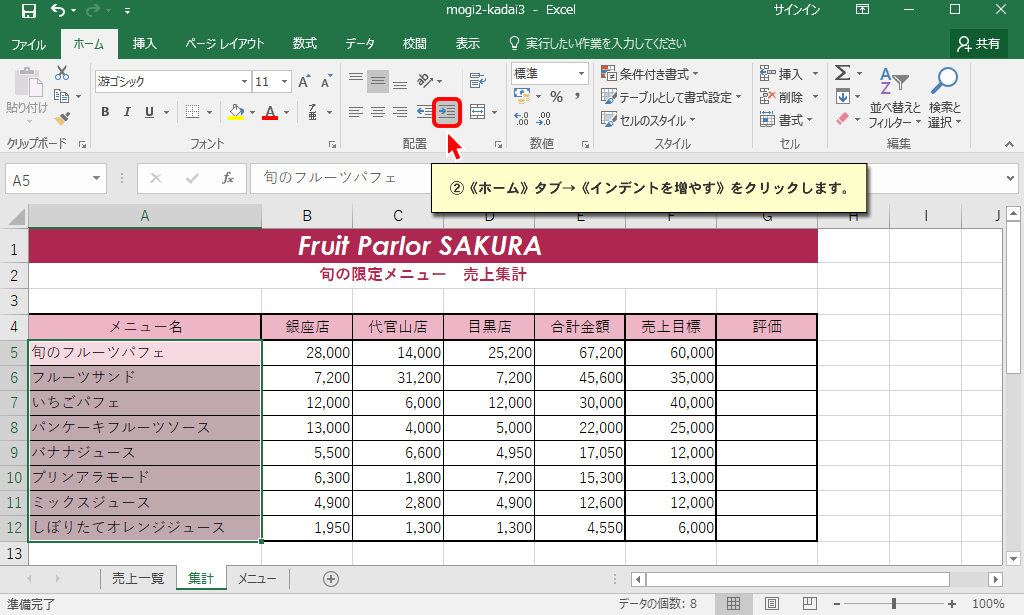 mogi2-kadai3 - Excel
サインイン
ファイル ホーム 挿入 ページ レイアウト 数式 データ 校閲 表示 実行したい作業を入力してください 共有
貼り付け
クリップボード
游ゴシック 11
B I U
フォント
配置
標準
% ,
数値
条件付き書式
テーブルとして書式設定
セルのスタイル
スタイル
挿入
削除
書式
セル
並べ替えと
フィルター
検索と
選択
編集
A5 fx 旬のフルーツパフェ
②《ホーム》タブ→《インデントを増やす》をクリックします。
A B C D E F G H I J
1 Fruit Parlor SAKURA
2 旬の限定メニュー 売上集計
3
4 メニュー名 銀座店 代官山店 目黒店 合計金額 売上目標 評価
5 旬のフルーツパフェ 28,000 14,000 25,200 67,200 60,000
6 フルーツサンド 7,200 31,200 7,200 45,600 35,000
7 いちごパフェ 12,000 6,000 12,000 30,000 40,000
8 パンケーキフルーツソース 13,000 4,000 5,000 22,000 25,000
9 バナナジュース 5,500 6,600 4,950 17,050 12,000
10 プリンアラモード 6,300 1,800 7,200 15,300 13,000
11 ミックスジュース 4,900 2,800 4,900 12,600 12,000
12 しぼりたてオレンジジュース 1,950 1,300 1,300 4,550 6,000
13
売上一覧 集計 メニュー
準備完了 データの個数: 8 100%